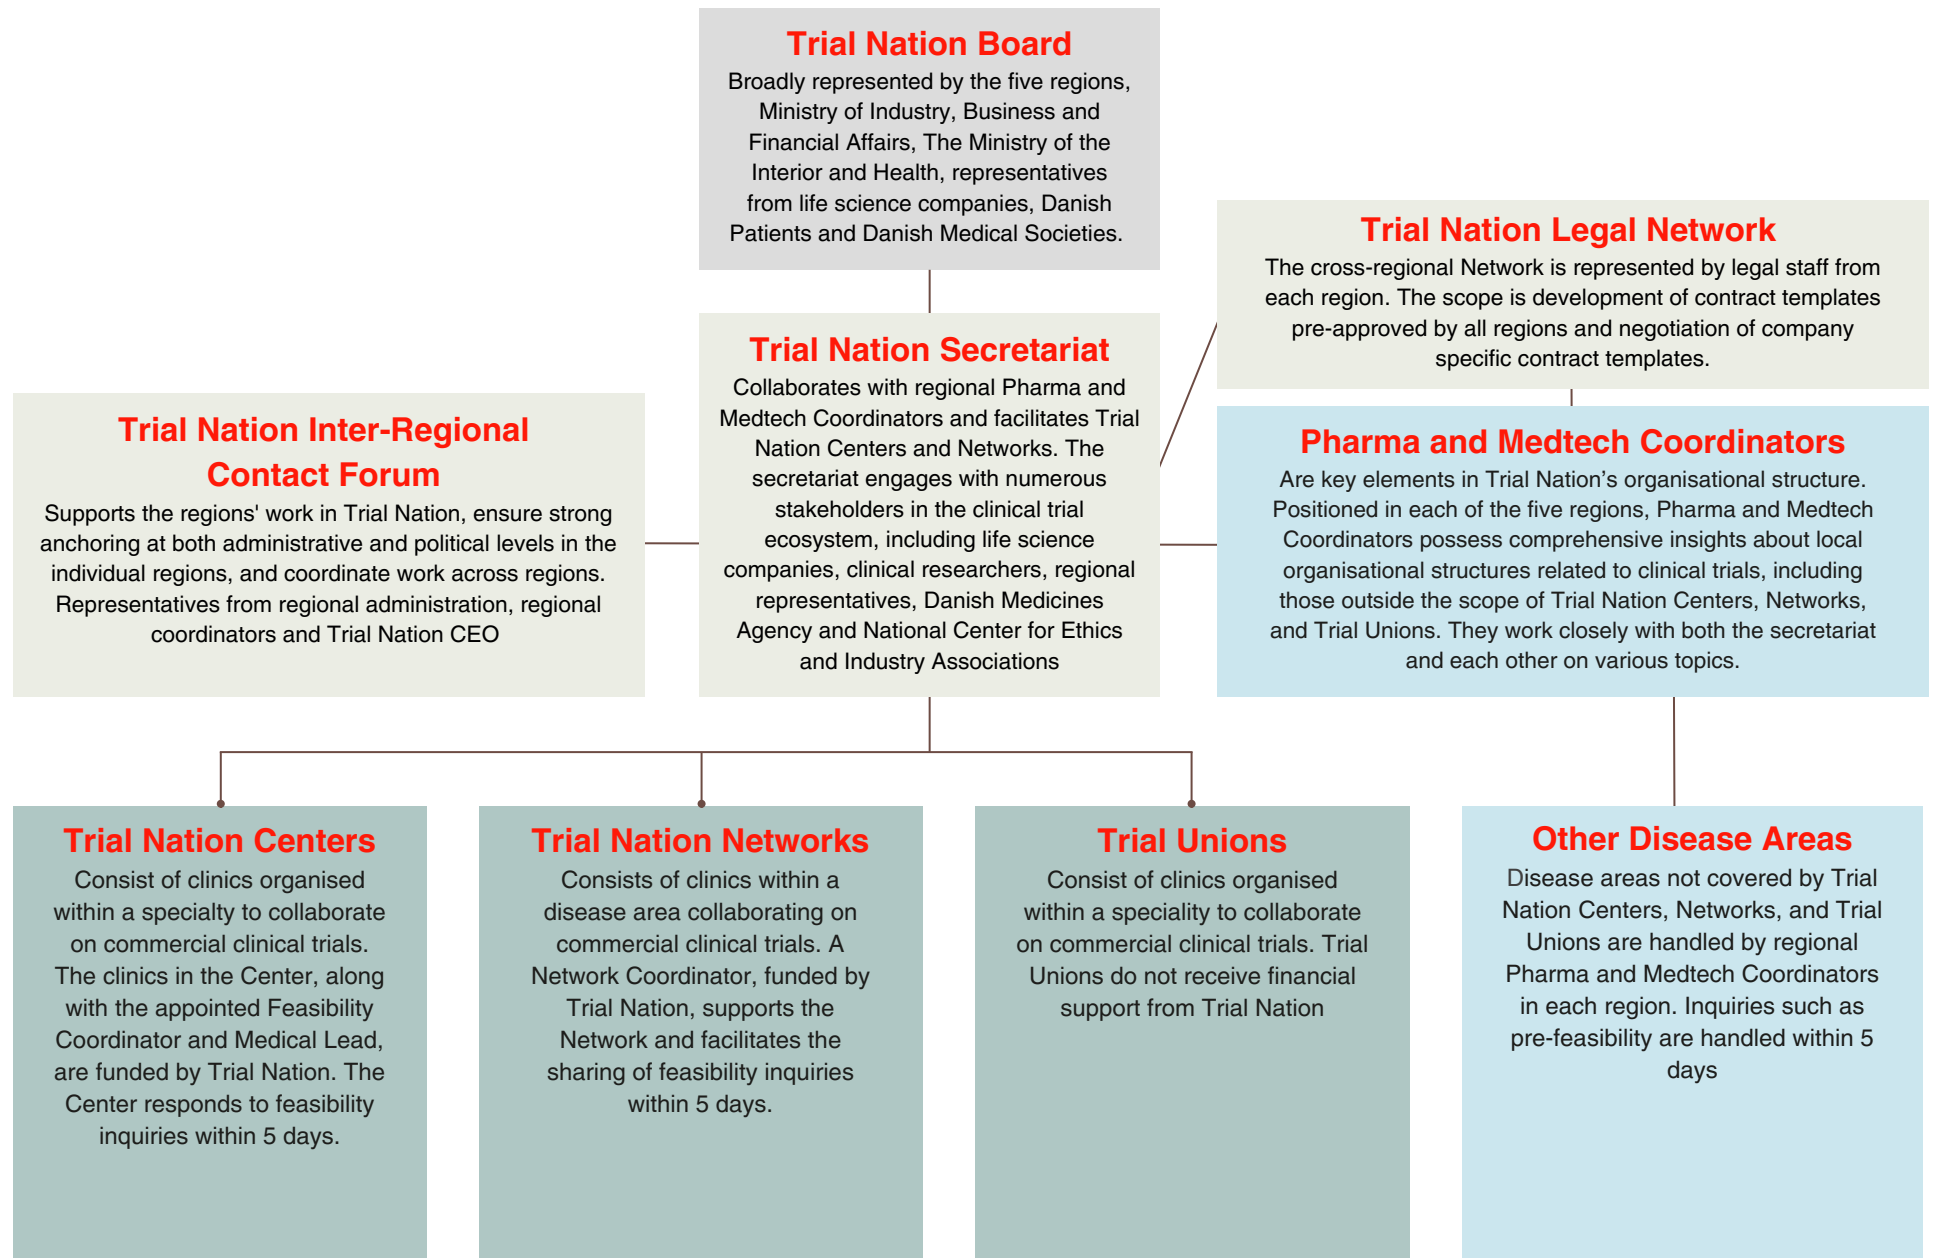 Trial Nation Board
Broadly represented by the five regions,
Ministry of Industry, Business and
Financial Affairs, The Ministry of the
Interior and Health, representatives
from life science companies, Danish
Patients and Danish Medical Societies.
Trial Nation Legal Network
The cross-regional Network is represented by legal staff from
each region. The scope is development of contract templates
pre-approved by all regions and negotiation of company
specific contract templates.
Trial Nation Secretariat
Collaborates with regional Pharma and
Medtech Coordinators and facilitates Trial
Nation Centers and Networks. The
secretariat engages with numerous
stakeholders in the clinical trial
ecosystem, including life science
companies, clinical researchers, regional
representatives, Danish Medicines
Agency and National Center for Ethics
and Industry Associations
Trial Nation Inter-Regional
Contact Forum
Supports the regions' work in Trial Nation, ensure strong
anchoring at both administrative and political levels in the
individual regions, and coordinate work across regions.
Representatives from regional administration, regional
coordinators and Trial Nation CEO
Pharma and Medtech Coordinators
Are key elements in Trial Nation’s organisational structure.
Positioned in each of the five regions, Pharma and Medtech
Coordinators possess comprehensive insights about local
organisational structures related to clinical trials, including
those outside the scope of Trial Nation Centers, Networks,
and Trial Unions. They work closely with both the secretariat
and each other on various topics.
Trial Nation Centers
Consist of clinics organised
within a specialty to collaborate
on commercial clinical trials.
The clinics in the Center, along
with the appointed Feasibility
Coordinator and Medical Lead,
are funded by Trial Nation. The
Center responds to feasibility
inquiries within 5 days.
Trial Nation Networks
Consists of clinics within a
disease area collaborating on
commercial clinical trials. A
Network Coordinator, funded by
Trial Nation, supports the
Network and facilitates the
sharing of feasibility inquiries
within 5 days.
Trial Unions
Consist of clinics organised
within a speciality to collaborate
on commercial clinical trials. Trial
Unions do not receive financial
support from Trial Nation
Other Disease Areas
Disease areas not covered by Trial
Nation Centers, Networks, and Trial
Unions are handled by regional
Pharma and Medtech Coordinators
in each region. Inquiries such as
pre-feasibility are handled within 5
days